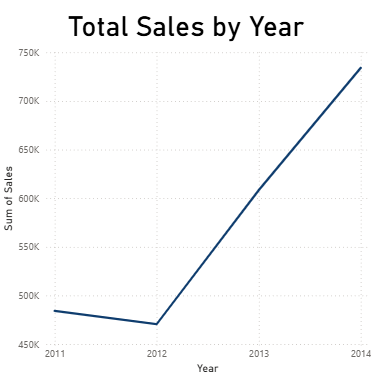 Total Sales by Year
750K
700K
650K
600K
550K
500K
450K
Sum of Sales
2011 2012 2013 2014
Year